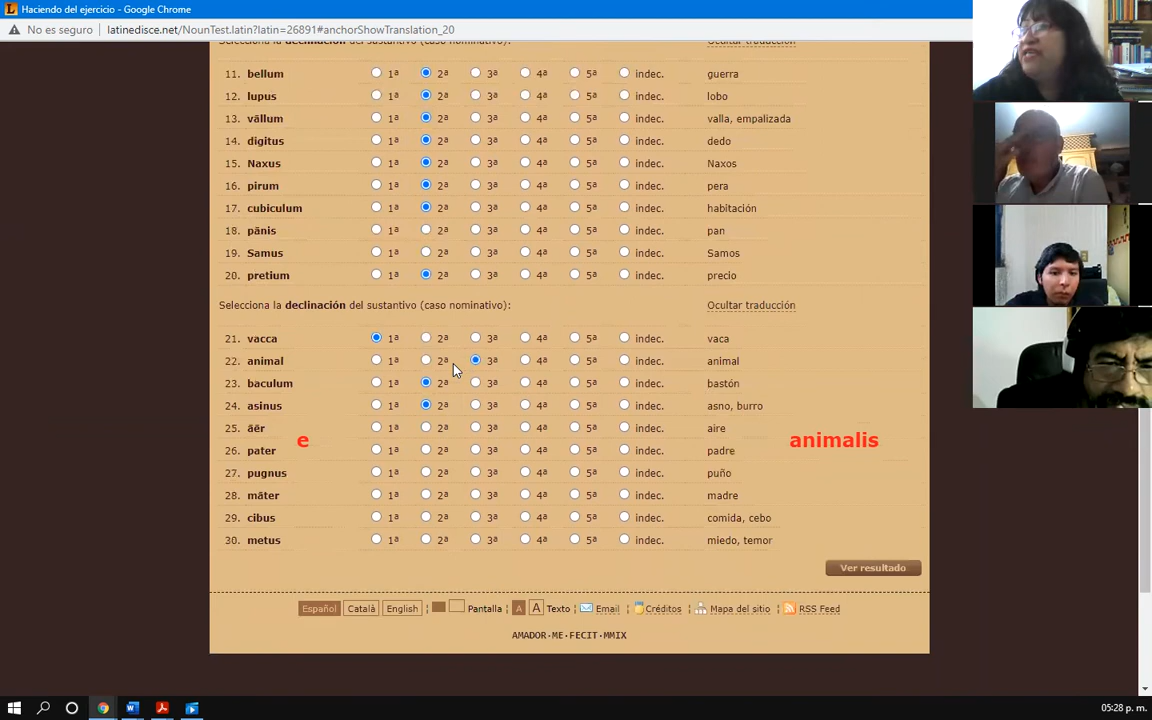 Haciendo del ejercicio - Google Chrome
No es seguro latinedisce.net/NounTest.latin?latin=26891#anchorShowTranslation_20
Selecciona la declinación del sustantivo (caso nominativo): Ocultar traducción
11. bellum 1ª 2ª 3ª 4ª 5ª indec. guerra
12. lupus 1ª 2ª 3ª 4ª 5ª indec. lobo
13. vāllum 1ª 2ª 3ª 4ª 5ª indec. valla, empalizada
14. digitus 1ª 2ª 3ª 4ª 5ª indec. dedo
15. Naxus 1ª 2ª 3ª 4ª 5ª indec. Naxos
16. pirum 1ª 2ª 3ª 4ª 5ª indec. pera
17. cubiculum 1ª 2ª 3ª 4ª 5ª indec. habitación
18. pānis 1ª 2ª 3ª 4ª 5ª indec. pan
19. Samus 1ª 2ª 3ª 4ª 5ª indec. Samos
20. pretium 1ª 2ª 3ª 4ª 5ª indec. precio
Selecciona la declinación del sustantivo (caso nominativo): Ocultar traducción
21. vacca 1ª 2ª 3ª 4ª 5ª indec. vaca
22. animal 1ª 2ª 3ª 4ª 5ª indec. animal
23. baculum 1ª 2ª 3ª 4ª 5ª indec. bastón
24. asinus 1ª 2ª 3ª 4ª 5ª indec. asno, burro
25. āēr 1ª 2ª 3ª 4ª 5ª indec. aire
e animalis
26. pater 1ª 2ª 3ª 4ª 5ª indec. padre
27. pugnus 1ª 2ª 3ª 4ª 5ª indec. puño
28. māter 1ª 2ª 3ª 4ª 5ª indec. madre
29. cibus 1ª 2ª 3ª 4ª 5ª indec. comida, cebo
30. metus 1ª 2ª 3ª 4ª 5ª indec. miedo, temor
Ver resultado
Español Català English Pantalla A A Texto Email Créditos Mapa del sitio RSS Feed
AMADOR·ME·FECIT·MMIX
05:28 p. m.